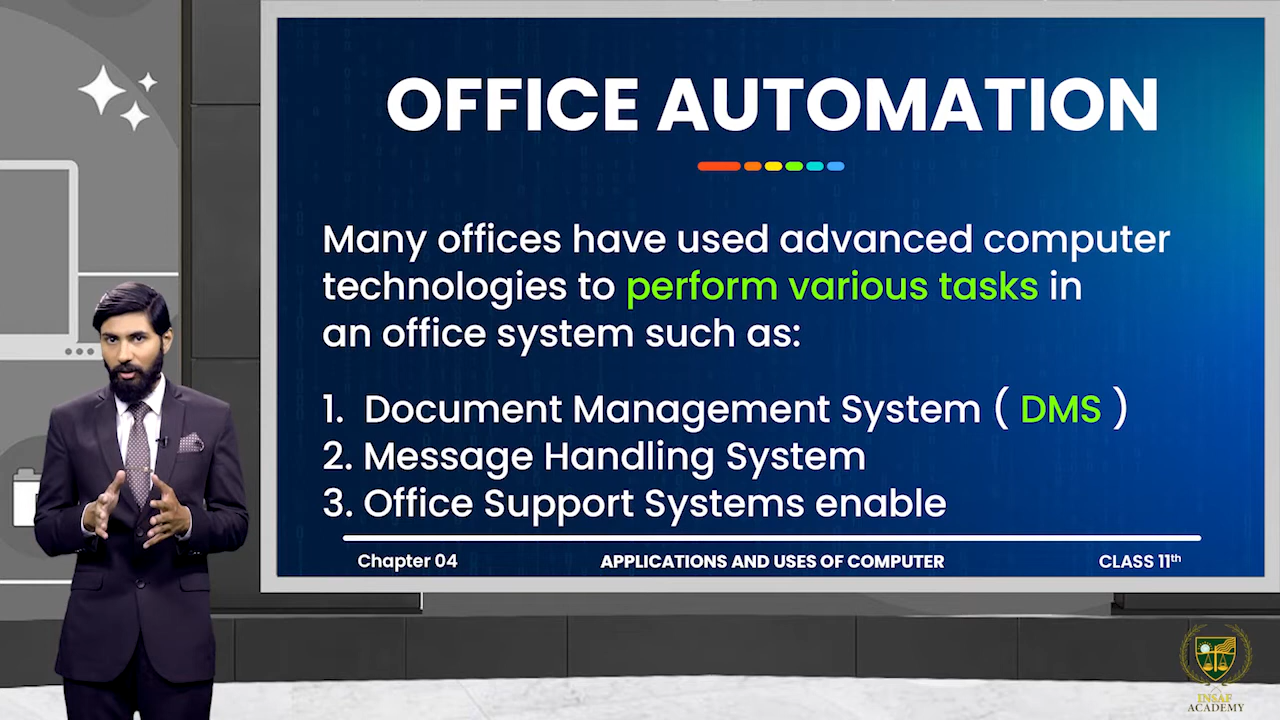 OFFICE AUTOMATION
Many offices have used advanced computer
technologies to perform various tasks in
an office system such as:
1. Document Management System ( DMS )
2. Message Handling System
3. Office Support Systems enable
Chapter 04 APPLICATIONS AND USES OF COMPUTER CLASS 11th
INSAF
ACADEMY